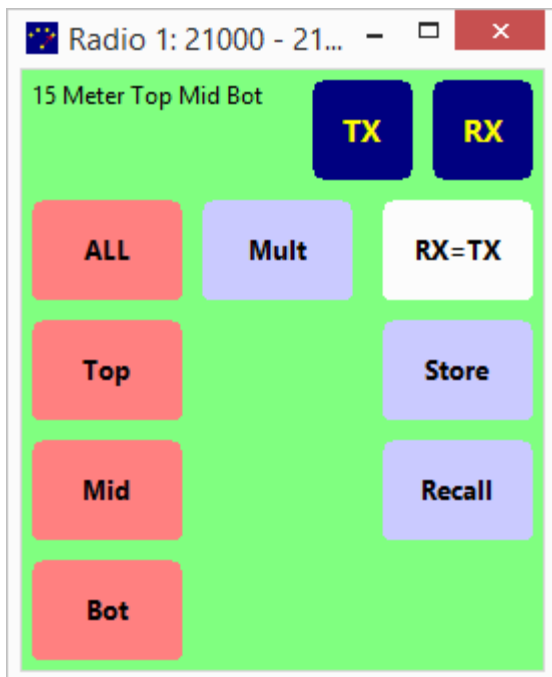 Radio 1: 21000 - 21...
15 Meter Top Mid Bot
TX RX
ALL Mult RX=TX
Top Store
Mid Recall
Bot